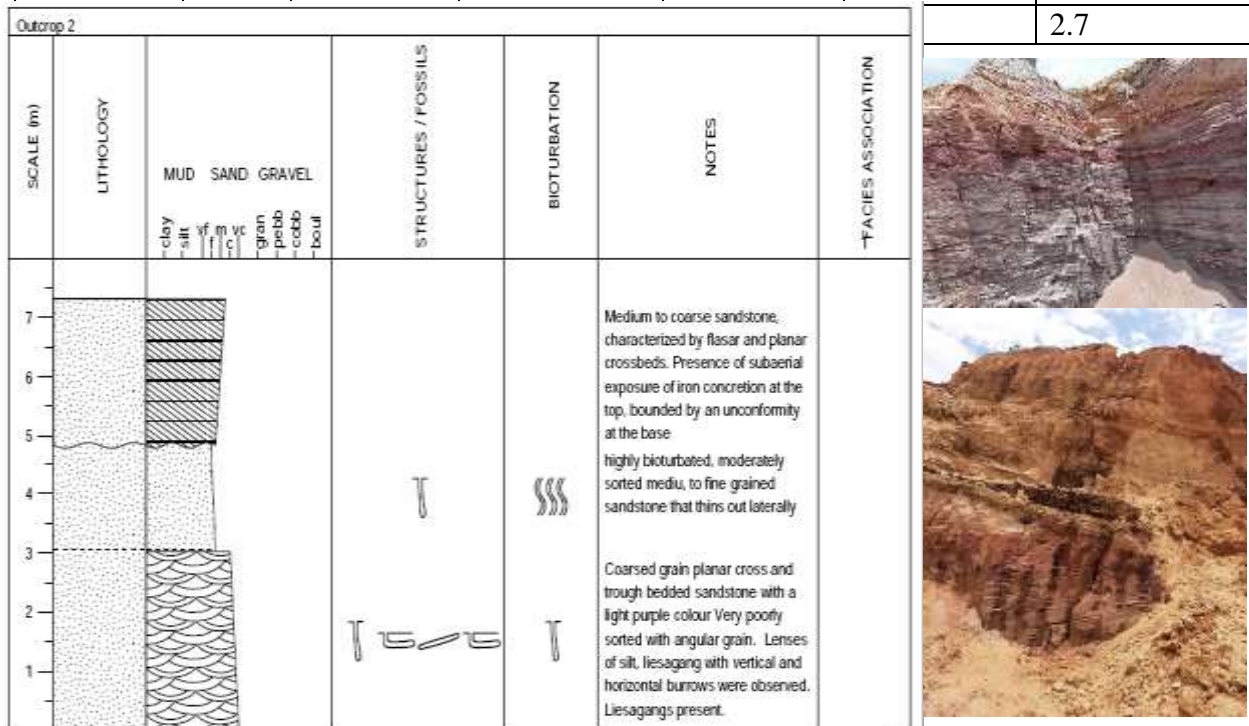 2.7
Outcrop 2
SCALE (m)
LITHOLOGY
MUD SAND GRAVEL
clay
silt
vf
f
m
c
vc
gran
pebb
cobb
boul
STRUCTURES / FOSSILS
BIOTURBATION
NOTES
FACIES ASSOCIATION
7
6
5
4
3
2
1
Medium to coarse sandstone,
characterized by flasar and planar
crossbeds. Presence of subaerial
exposure of iron concretion at the
top, bounded by an unconformity
at the base
highly bioturbated, moderately
sorted mediu, to fine grained
sandstone that thins out laterally
Coarsed grain planar cross and
trough bedded sandstone with a
light purple colour Very poorly
sorted with angular grain. Lenses
of silt, liesagang with vertical and
horizontal burrows were observed.
Liesagangs present.